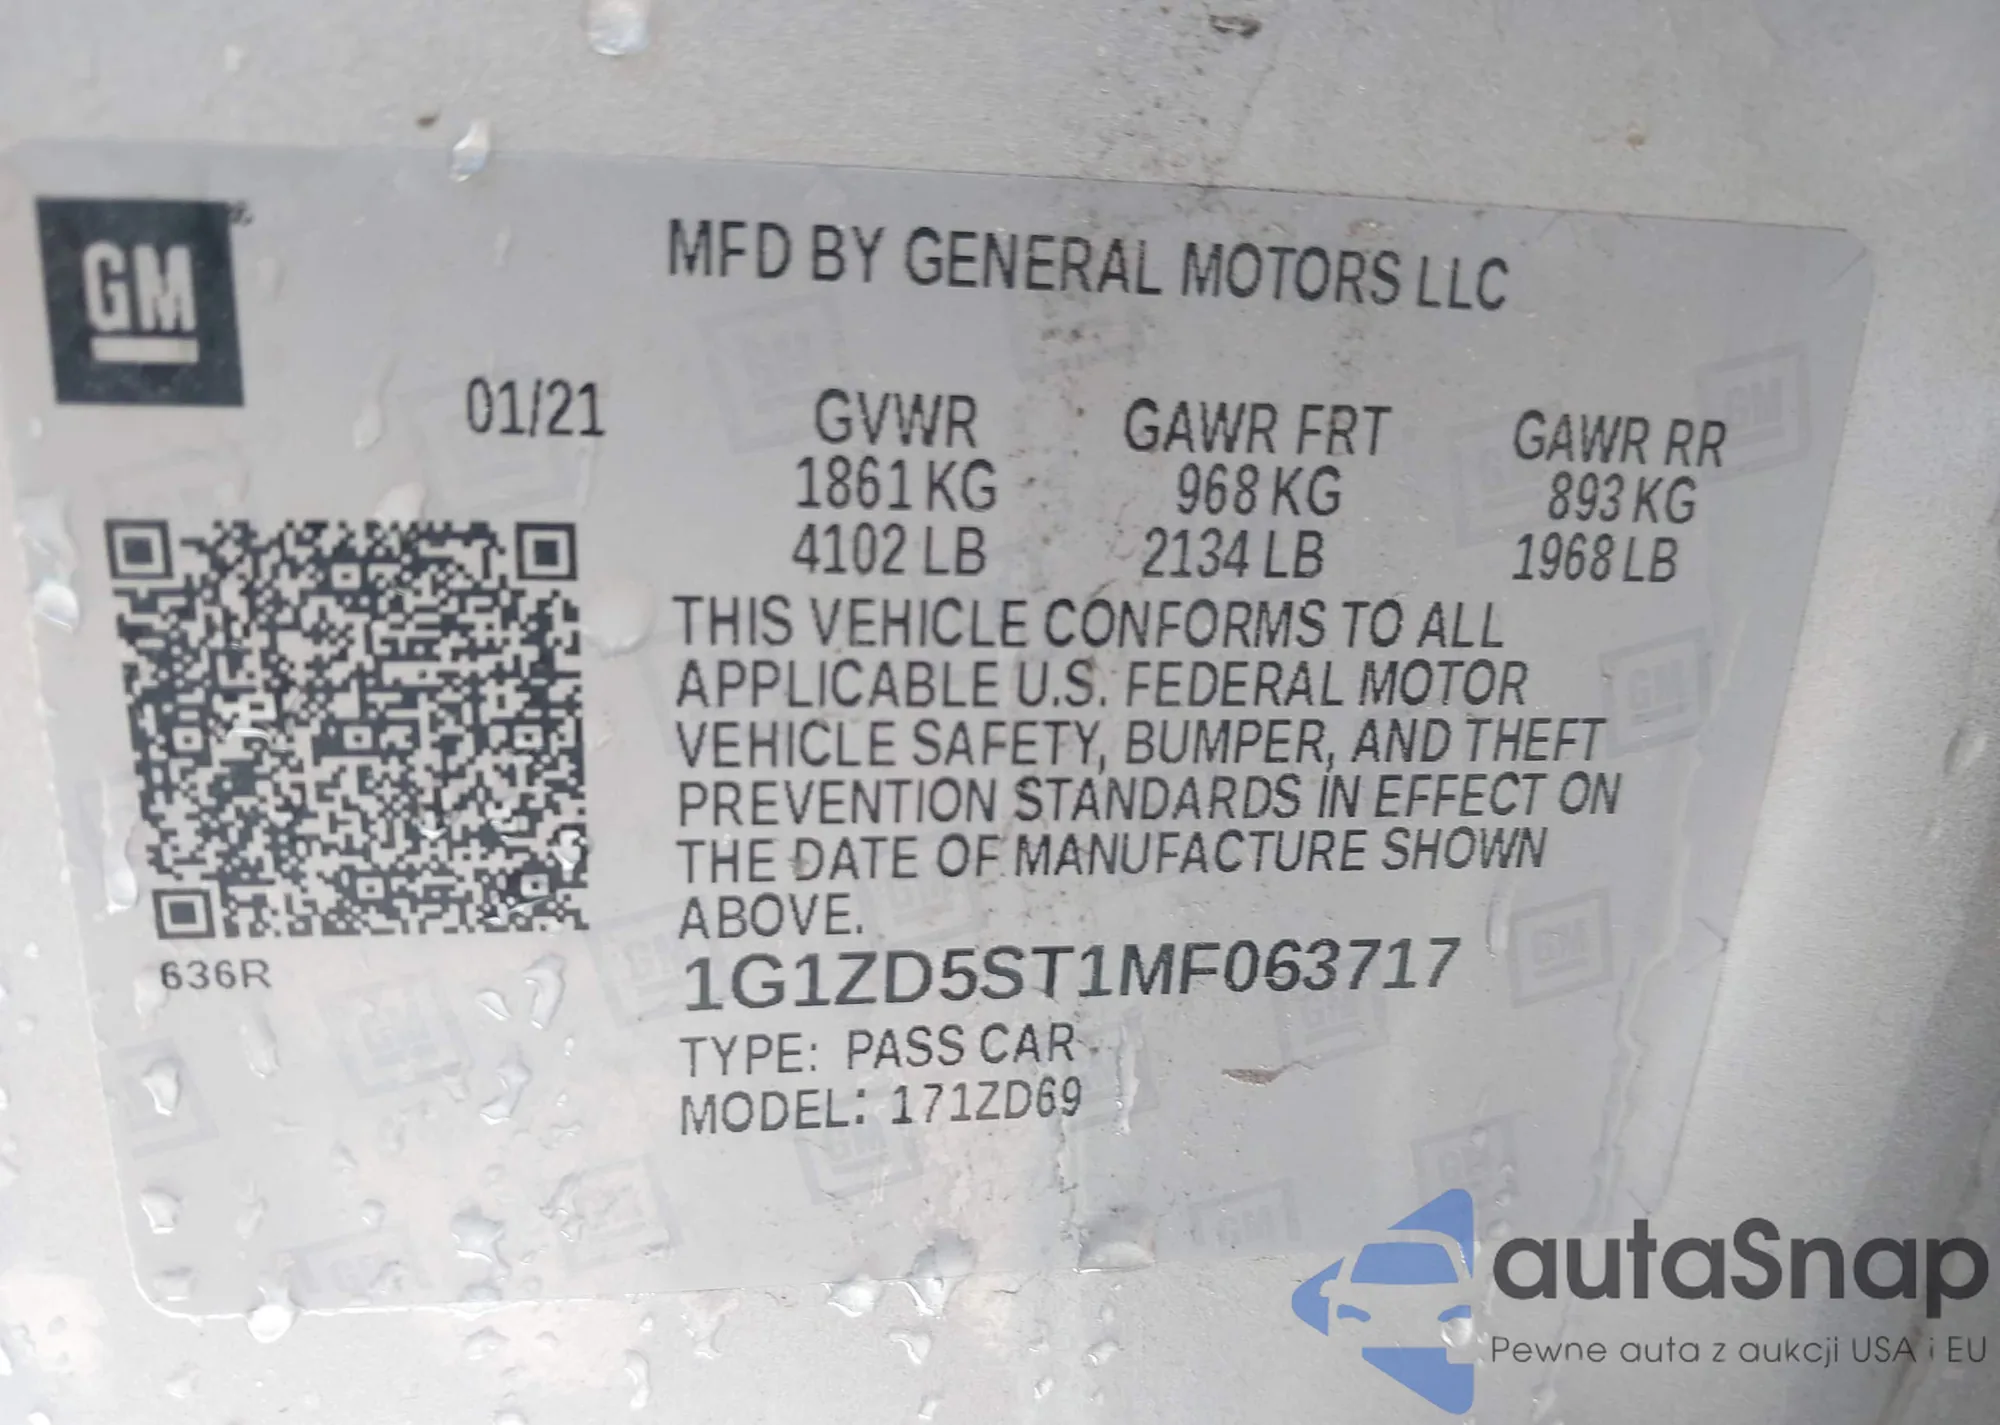 GM
MFD BY GENERAL MOTORS LLC
01/21
GVWR
1861 KG
4102 LB
GAWR FRT
968 KG
2134 LB
GAWR RR
893 KG
1968 LB
THIS VEHICLE CONFORMS TO ALL
APPLICABLE U.S. FEDERAL MOTOR
VEHICLE SAFETY, BUMPER, AND THEFT
PREVENTION STANDARDS IN EFFECT ON
THE DATE OF MANUFACTURE SHOWN
ABOVE.
636R
1G1ZD5ST1MF063717
TYPE: PASS CAR
MODEL: 171ZD69
autaSnap
Pewne auta z aukcji USA i EU